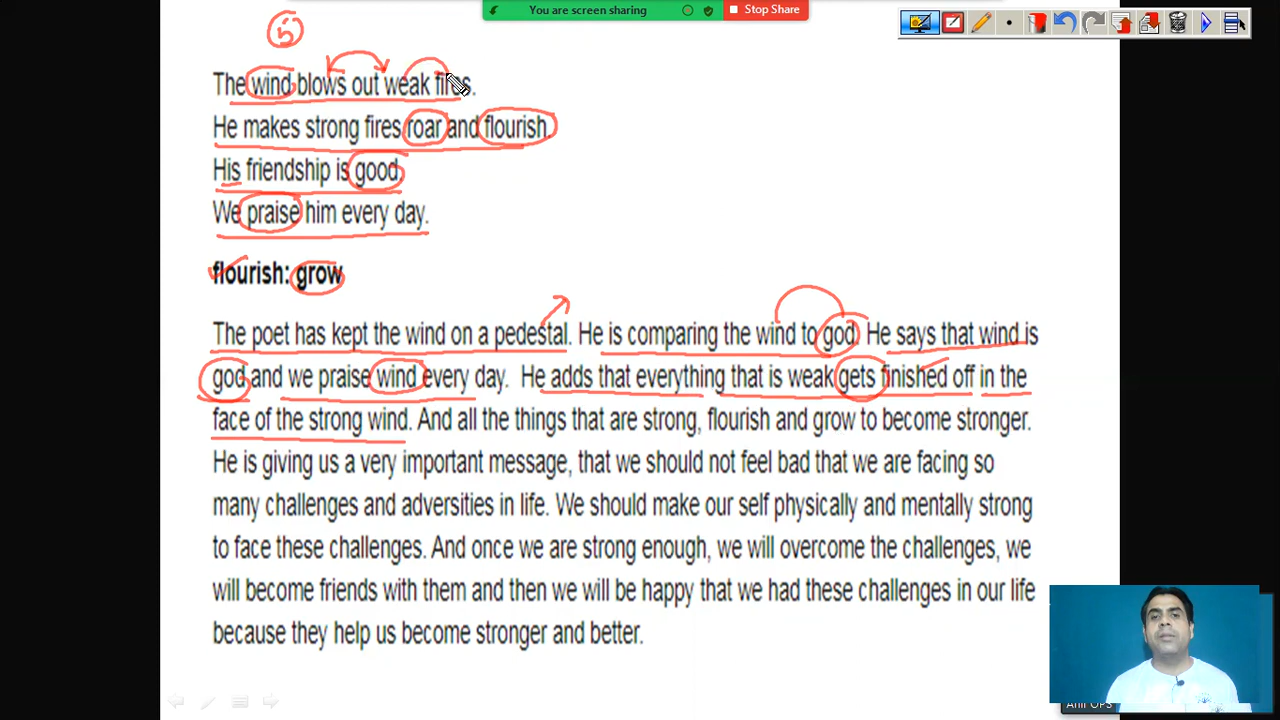 You are screen sharing
Stop Share
5
The wind blows out weak fires.
He makes strong fires roar and flourish.
His friendship is good.
We praise him every day.
flourish: grow
The poet has kept the wind on a pedestal. He is comparing the wind to god. He says that wind is
god and we praise wind every day. He adds that everything that is weak gets finished off in the
face of the strong wind. And all the things that are strong, flourish and grow to become stronger.
He is giving us a very important message, that we should not feel bad that we are facing so
many challenges and adversities in life. We should make our self physically and mentally strong
to face these challenges. And once we are strong enough, we will overcome the challenges, we
will become friends with them and then we will be happy that we had these challenges in our life
because they help us become stronger and better.